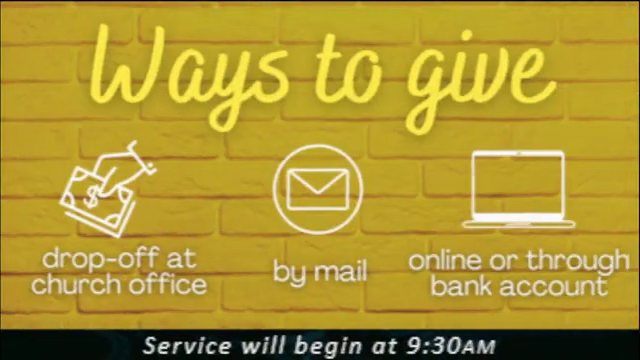 Ways to give
$
drop-off at
church office
by mail
online or through
bank account
Service will begin at 9:30AM